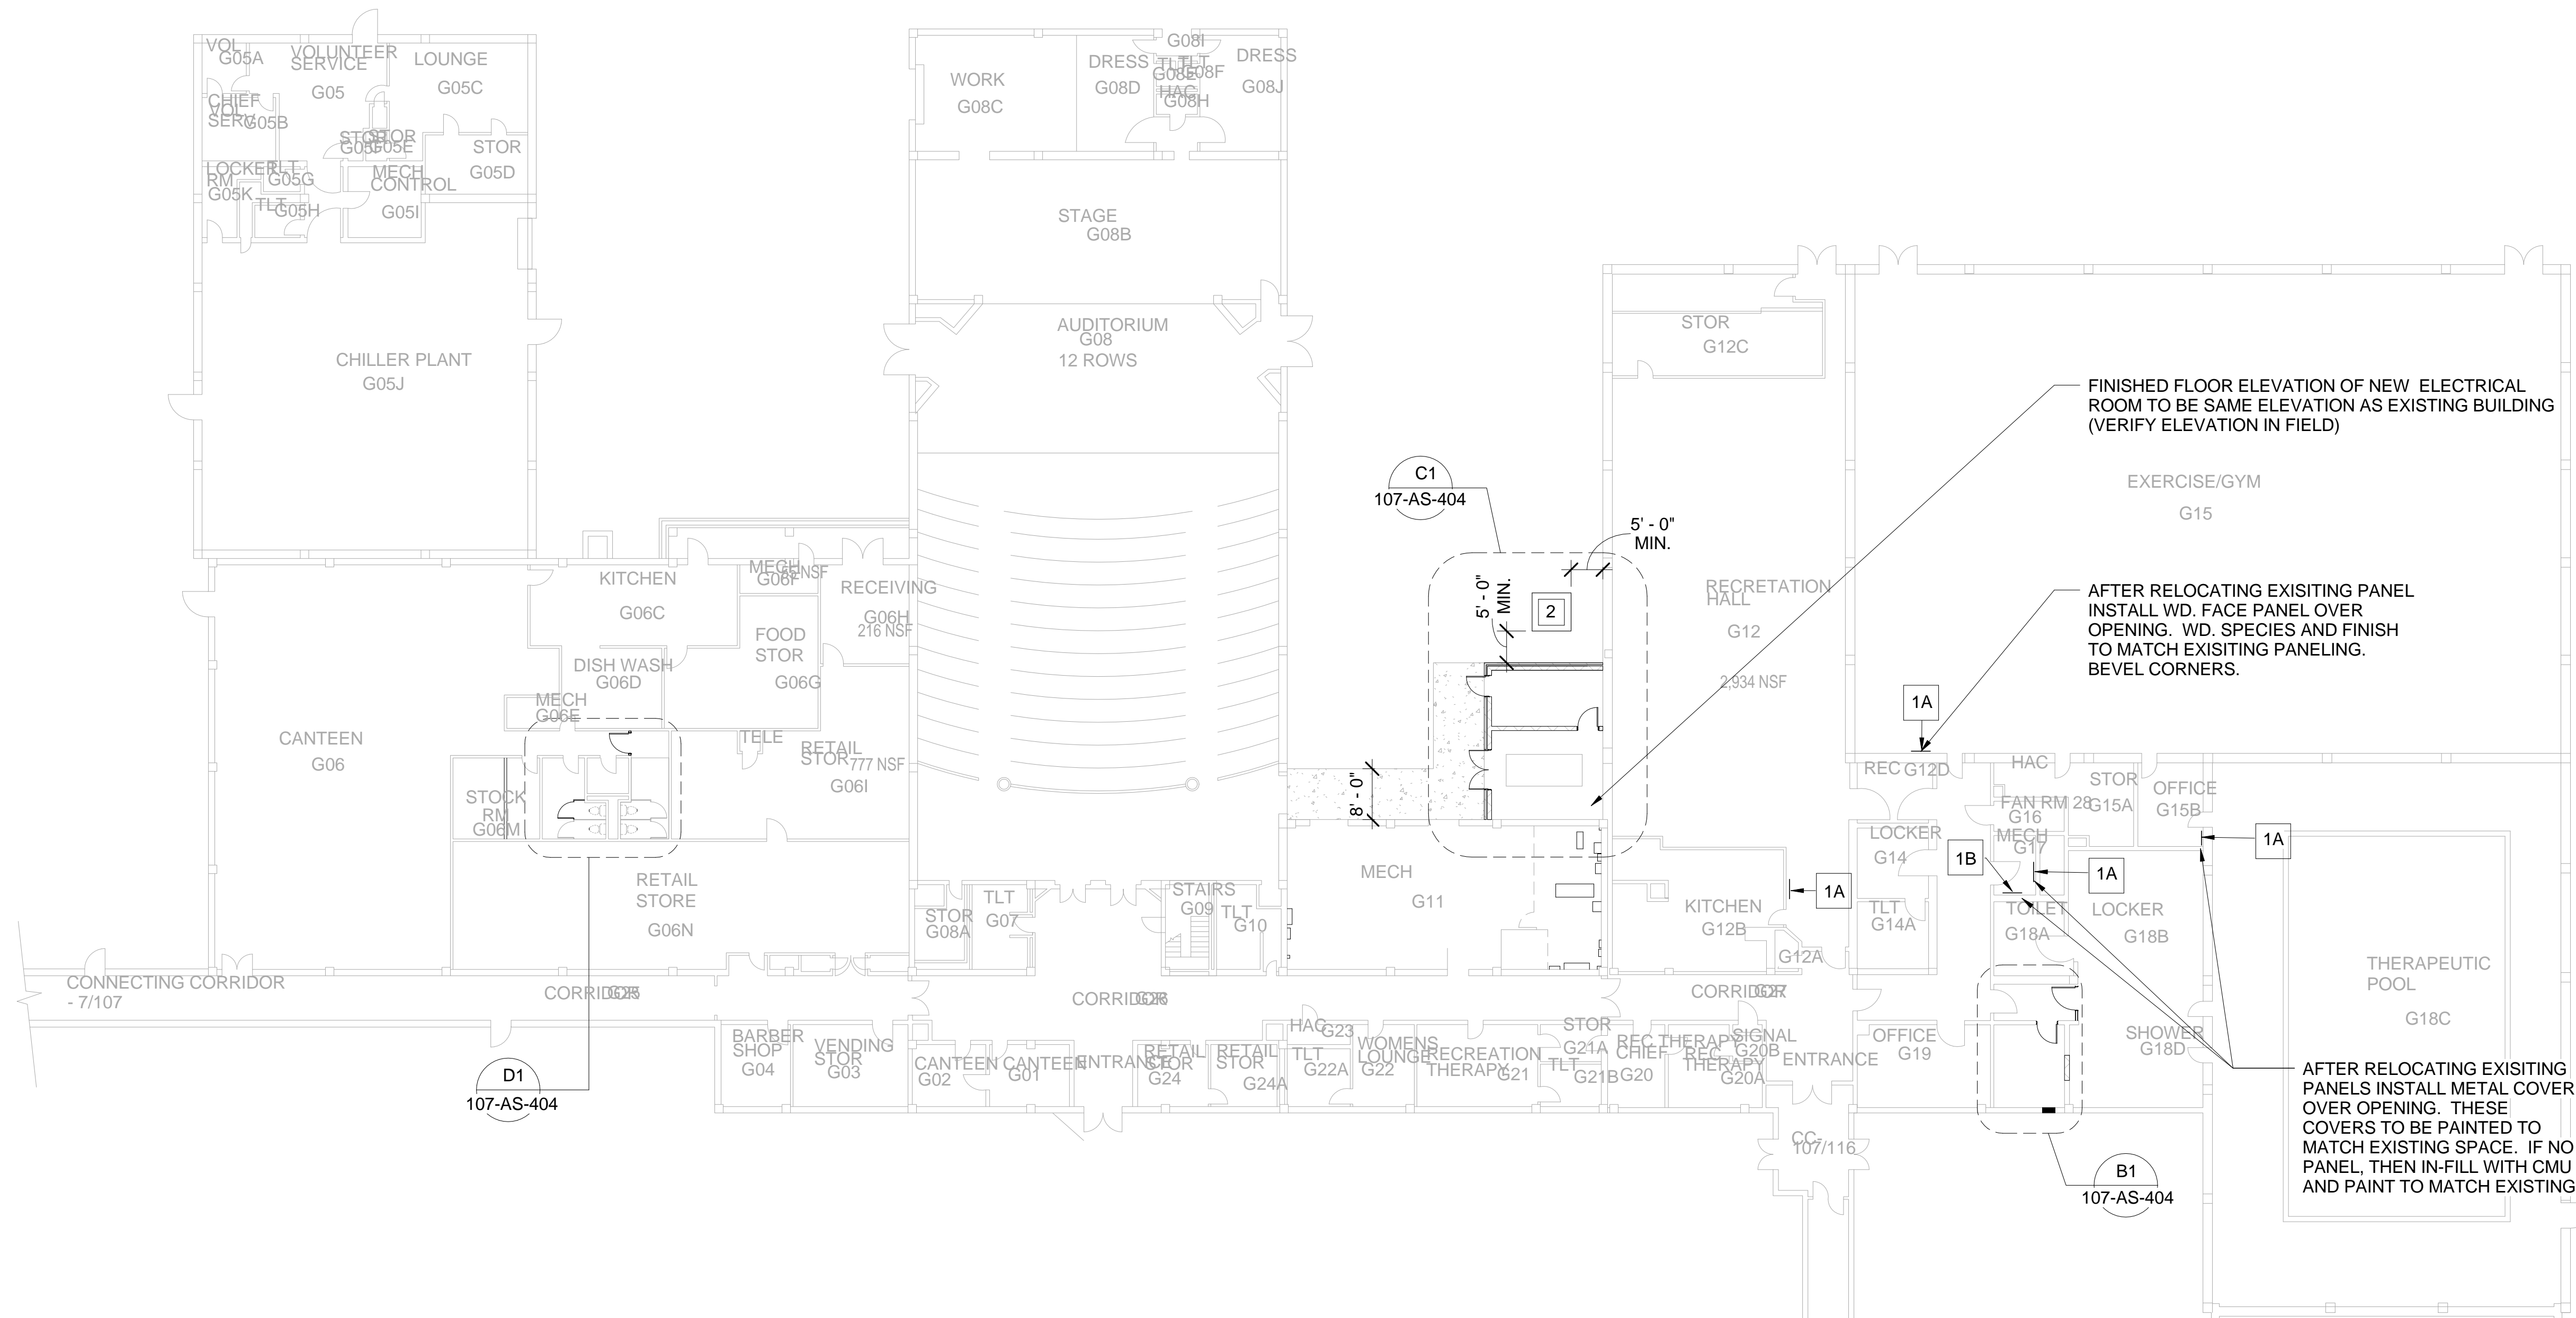 VOL
G05A
VOLUNTEER
SERVICE
G05
LOUNGE
G05C
CHIEF
VOL
SERV
G05B
STOR
G05F
STOR
G05E
STOR
G05D
LOCKER
RM
G05K
TLT
G05G
MECH
CONTROL
G05I
TLT
G05H
CHILLER PLANT
G05J
WORK
G08C
DRESS
G08D
G08I
TLT
G08E
TLT
G08F
HAC
G08H
DRESS
G08J
STAGE
G08B
AUDITORIUM
G08
12 ROWS
STOR
G12C
FINISHED FLOOR ELEVATION OF NEW ELECTRICAL
ROOM TO BE SAME ELEVATION AS EXISTING BUILDING
(VERIFY ELEVATION IN FIELD)
EXERCISE/GYM
G15
C1
107-AS-404
5' - 0"
MIN.
5' - 0"
MIN.
2
8' - 0"
RECRETATION
HALL
G12
2,934 NSF
AFTER RELOCATING EXISITING PANEL
INSTALL WD. FACE PANEL OVER
OPENING. WD. SPECIES AND FINISH
TO MATCH EXISITING PANELING.
BEVEL CORNERS.
1A
KITCHEN
G06C
MECH
G06F
NSF
RECEIVING
G06H
216 NSF
FOOD
STOR
G06G
DISH WASH
G06D
MECH
G06E
CANTEEN
G06
TELE
RETAIL
STOR
777 NSF
G06I
STOCK
RM
G06M
RETAIL
STORE
G06N
STOR
G08A
TLT
G07
STAIRS
G09
TLT
G10
MECH
G11
KITCHEN
G12B
G12A
1A
REC
G12D
HAC
STOR
G15A
OFFICE
G15B
FAN RM 28
G16
MECH
G17
LOCKER
G14
TLT
G14A
1B
1A
1A
TOILET
G18A
LOCKER
G18B
THERAPEUTIC
POOL
G18C
CONNECTING CORRIDOR
- 7/107
CORRIDOR
G25
CORRIDOR
G26
CORRIDOR
G27
BARBER
SHOP
G04
VENDING
STOR
G03
CANTEEN
G02
CANTEEN
G01
ENTRANCE
RETAIL
STOR
G24
RETAIL
STOR
G24A
HAC
G23
TLT
G22A
WOMENS
LOUNGE
G22
RECREATION
THERAPY
G21
STOR
G21A
TLT
G21B
REC THERAPY
CHIEF
G20
REC
THERAPY
G20A
SIGNAL
G20B
ENTRANCE
OFFICE
G19
SHOWER
G18D
CC-
107/116
D1
107-AS-404
B1
107-AS-404
AFTER RELOCATING EXISITING
PANELS INSTALL METAL COVER
OVER OPENING. THESE
COVERS TO BE PAINTED TO
MATCH EXISTING SPACE. IF NO
PANEL, THEN IN-FILL WITH CMU
AND PAINT TO MATCH EXISTING